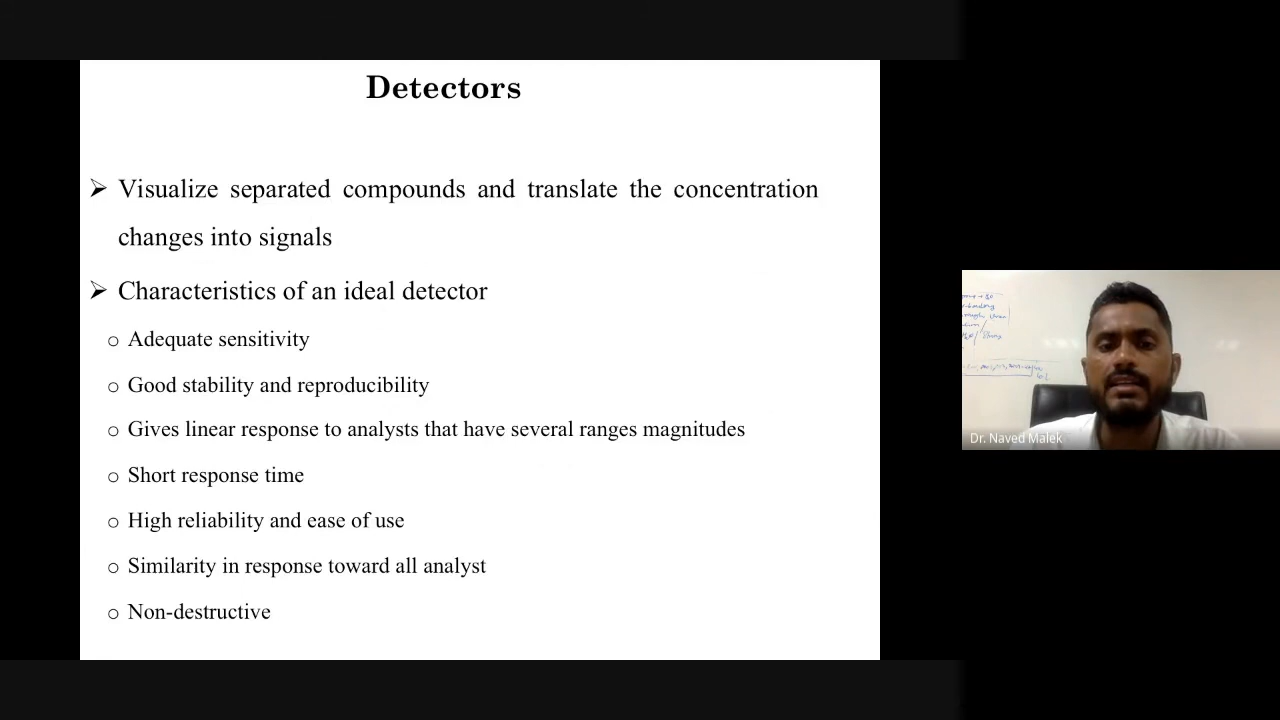 Detectors
➢ Visualize separated compounds and translate the concentration
changes into signals
➢ Characteristics of an ideal detector
o Adequate sensitivity
o Good stability and reproducibility
o Gives linear response to analysts that have several ranges magnitudes
o Short response time
o High reliability and ease of use
o Similarity in response toward all analyst
o Non-destructive
Dr. Naved Malek